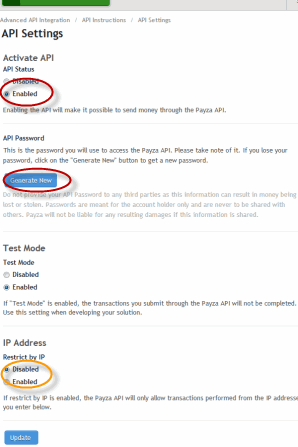 Advanced API Integration / API Instructions / API Settings
API Settings
Activate API
API Status
Disabled
Enabled
Enabling the API will make it possible to send money through the Payza API.
API Password
This is the password you will use to access the Payza API. Please take note of it. If you lose your
password, click on the "Generate New" button to get a new password.
Generate New
Do not provide your API Password to any third parties as this information can result in money being
lost or stolen. Passwords are meant for the account holder only and are never to be shared with
others. Payza will not be liable for any resulting damages if this information is shared.
Test Mode
Test Mode
Disabled
Enabled
If "Test Mode" is enabled, the transactions you submit through the Payza API will not be completed.
Use this setting when developing your solution.
IP Address
Restrict by IP
Disabled
Enabled
If restrict by IP is enabled, the Payza API will only allow transactions performed from the IP addresse
you enter below.
Update